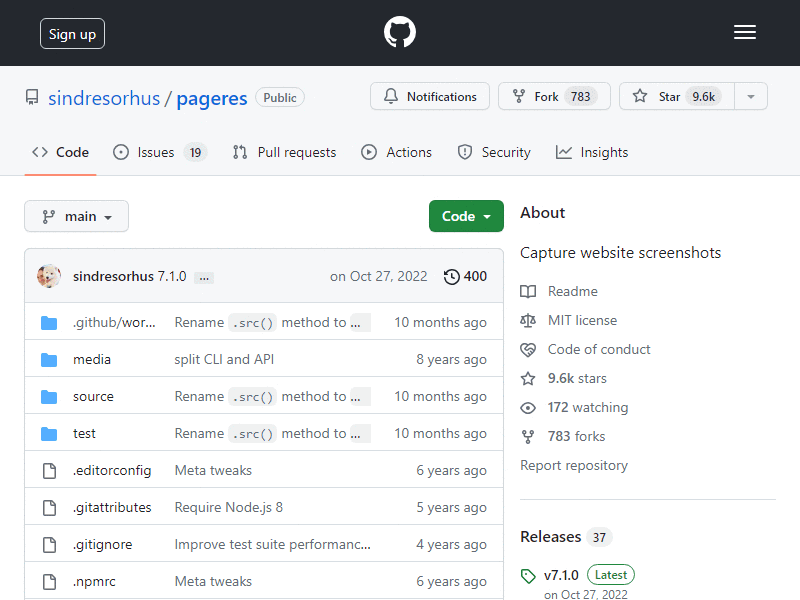 Sign up
sindresorhus / pageres Public
Notifications
Fork 783
Star 9.6k
Code
Issues 19
Pull requests
Actions
Security
Insights
main
Code
sindresorhus 7.1.0 ...
on Oct 27, 2022
400
.github/wor... Rename .src() method to ... 10 months ago
media split CLI and API 8 years ago
source Rename .src() method to ... 10 months ago
test Rename .src() method to ... 10 months ago
.editorconfig Meta tweaks 6 years ago
.gitattributes Require Node.js 8 5 years ago
.gitignore Improve test suite performanc... 4 years ago
.npmrc Meta tweaks 6 years ago
About
Capture website screenshots
Readme
MIT license
Code of conduct
9.6k stars
172 watching
783 forks
Report repository
Releases 37
v7.1.0 Latest
on Oct 27, 2022